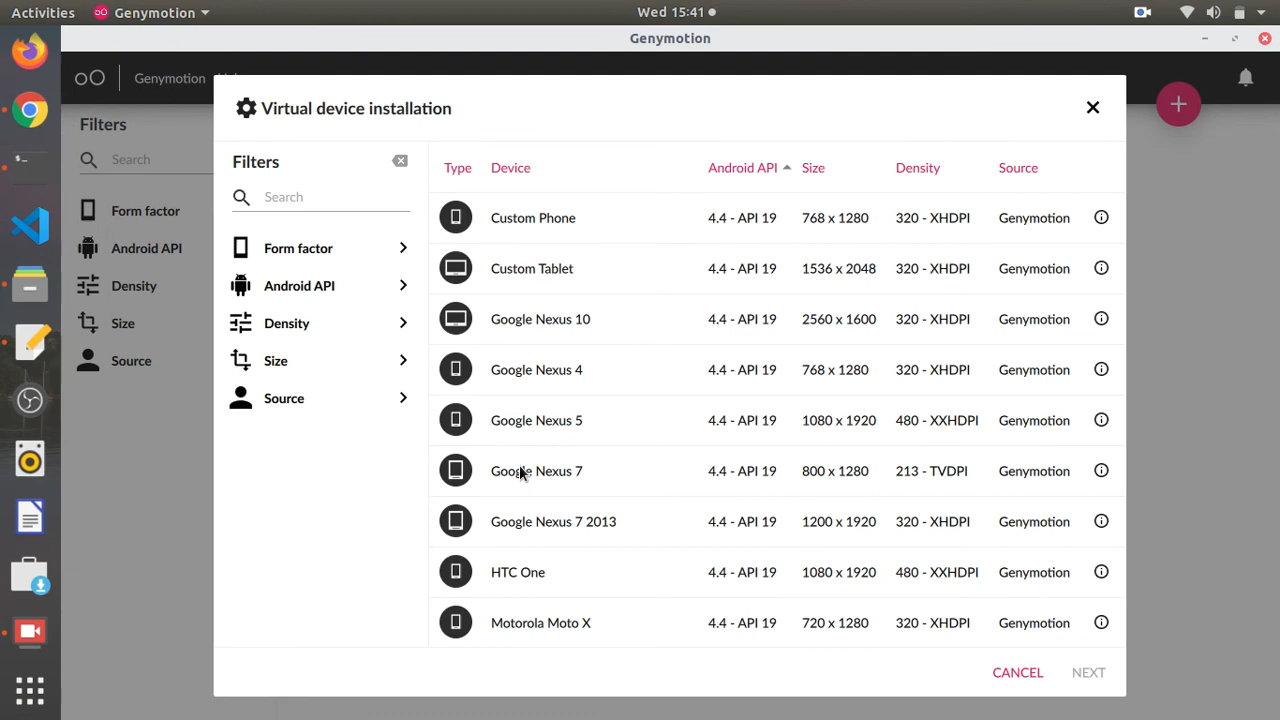 Activities Genymotion Wed 15:41
Genymotion
Genymotion
Filters
Search
Form factor
Android API
Density
Size
Source
Virtual device installation
Filters
Search
Form factor
Android API
Density
Size
Source
Type Device Android API Size Density Source
Custom Phone 4.4 - API 19 768 x 1280 320 - XHDPI Genymotion
Custom Tablet 4.4 - API 19 1536 x 2048 320 - XHDPI Genymotion
Google Nexus 10 4.4 - API 19 2560 x 1600 320 - XHDPI Genymotion
Google Nexus 4 4.4 - API 19 768 x 1280 320 - XHDPI Genymotion
Google Nexus 5 4.4 - API 19 1080 x 1920 480 - XXHDPI Genymotion
Google Nexus 7 4.4 - API 19 800 x 1280 213 - TVDPI Genymotion
Google Nexus 7 2013 4.4 - API 19 1200 x 1920 320 - XHDPI Genymotion
HTC One 4.4 - API 19 1080 x 1920 480 - XXHDPI Genymotion
Motorola Moto X 4.4 - API 19 720 x 1280 320 - XHDPI Genymotion
CANCEL NEXT